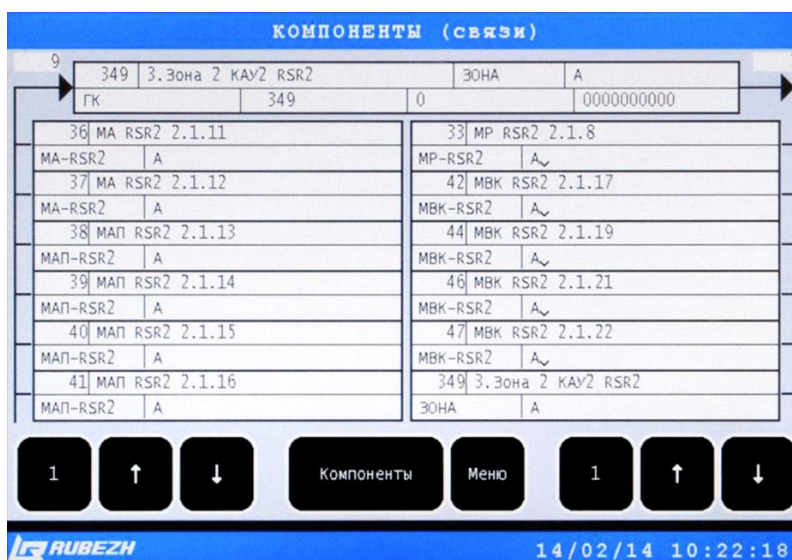 КОМПОНЕНТЫ (связи)
9
349 3.Зона 2 КАУ2 RSR2 ЗОНА А
ГК 349 0 0000000000
36 МА RSR2 2.1.11
МА-RSR2 А
37 МА RSR2 2.1.12
МА-RSR2 А
38 МАП RSR2 2.1.13
МАП-RSR2 А
39 МАП RSR2 2.1.14
МАП-RSR2 А
40 МАП RSR2 2.1.15
МАП-RSR2 А
41 МАП RSR2 2.1.16
МАП-RSR2 А
33 МР RSR2 2.1.8
МР-RSR2 А
42 МВК RSR2 2.1.17
МВК-RSR2 А
44 МВК RSR2 2.1.19
МВК-RSR2 А
46 МВК RSR2 2.1.21
МВК-RSR2 А
47 МВК RSR2 2.1.22
МВК-RSR2 А
349 3.Зона 2 КАУ2 RSR2
ЗОНА А
1 ↑ ↓ Компоненты Меню 1 ↑ ↓
RUBEZH 14/02/14 10:22:18